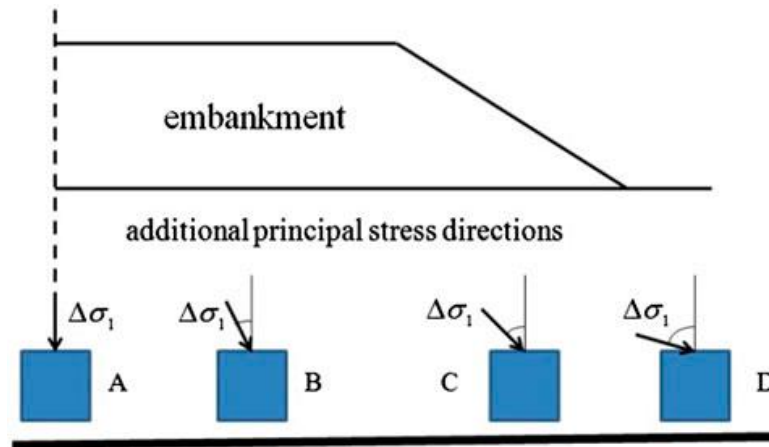 embankment
additional principal stress directions
Δσ₁
Δσ₁
Δσ₁
Δσ₁
A
B
C
D